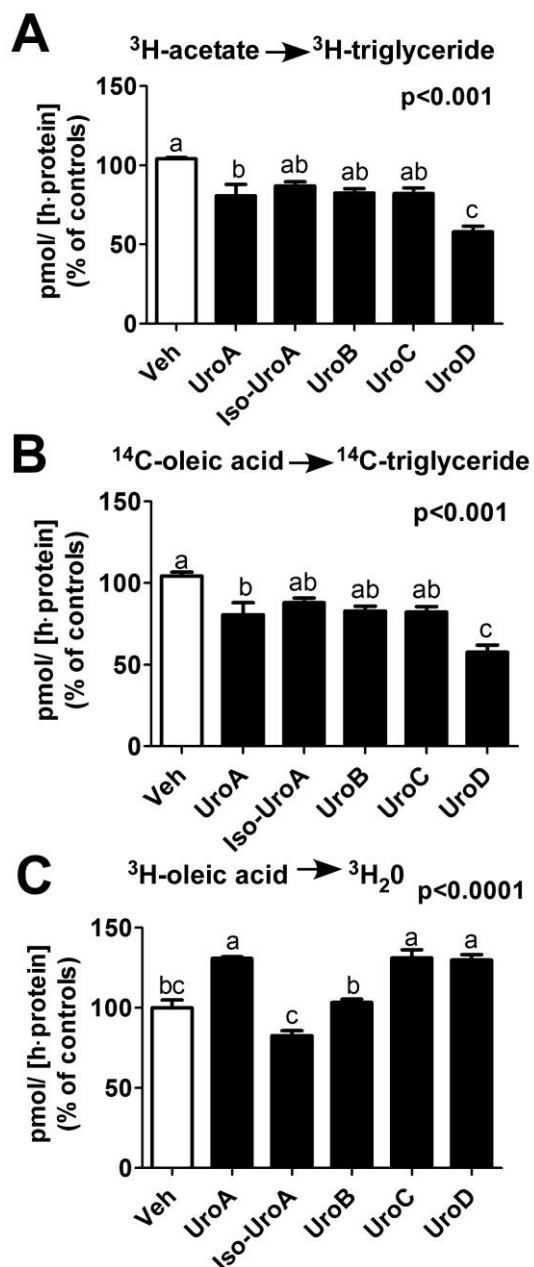 A
³H-acetate → ³H-triglyceride
p<0.001
pmol/ [h·protein]
(% of controls)
150
100
50
0
a
b
ab
ab
ab
c
Veh
UroA
Iso-UroA
UroB
UroC
UroD
B
¹⁴C-oleic acid → ¹⁴C-triglyceride
p<0.001
pmol/ [h·protein]
(% of controls)
150
100
50
0
a
b
ab
ab
ab
c
Veh
UroA
Iso-UroA
UroB
UroC
UroD
C
³H-oleic acid → ³H₂0
p<0.0001
pmol/ [h·protein]
(% of controls)
150
100
50
0
bc
a
c
b
a
a
Veh
UroA
Iso-UroA
UroB
UroC
UroD